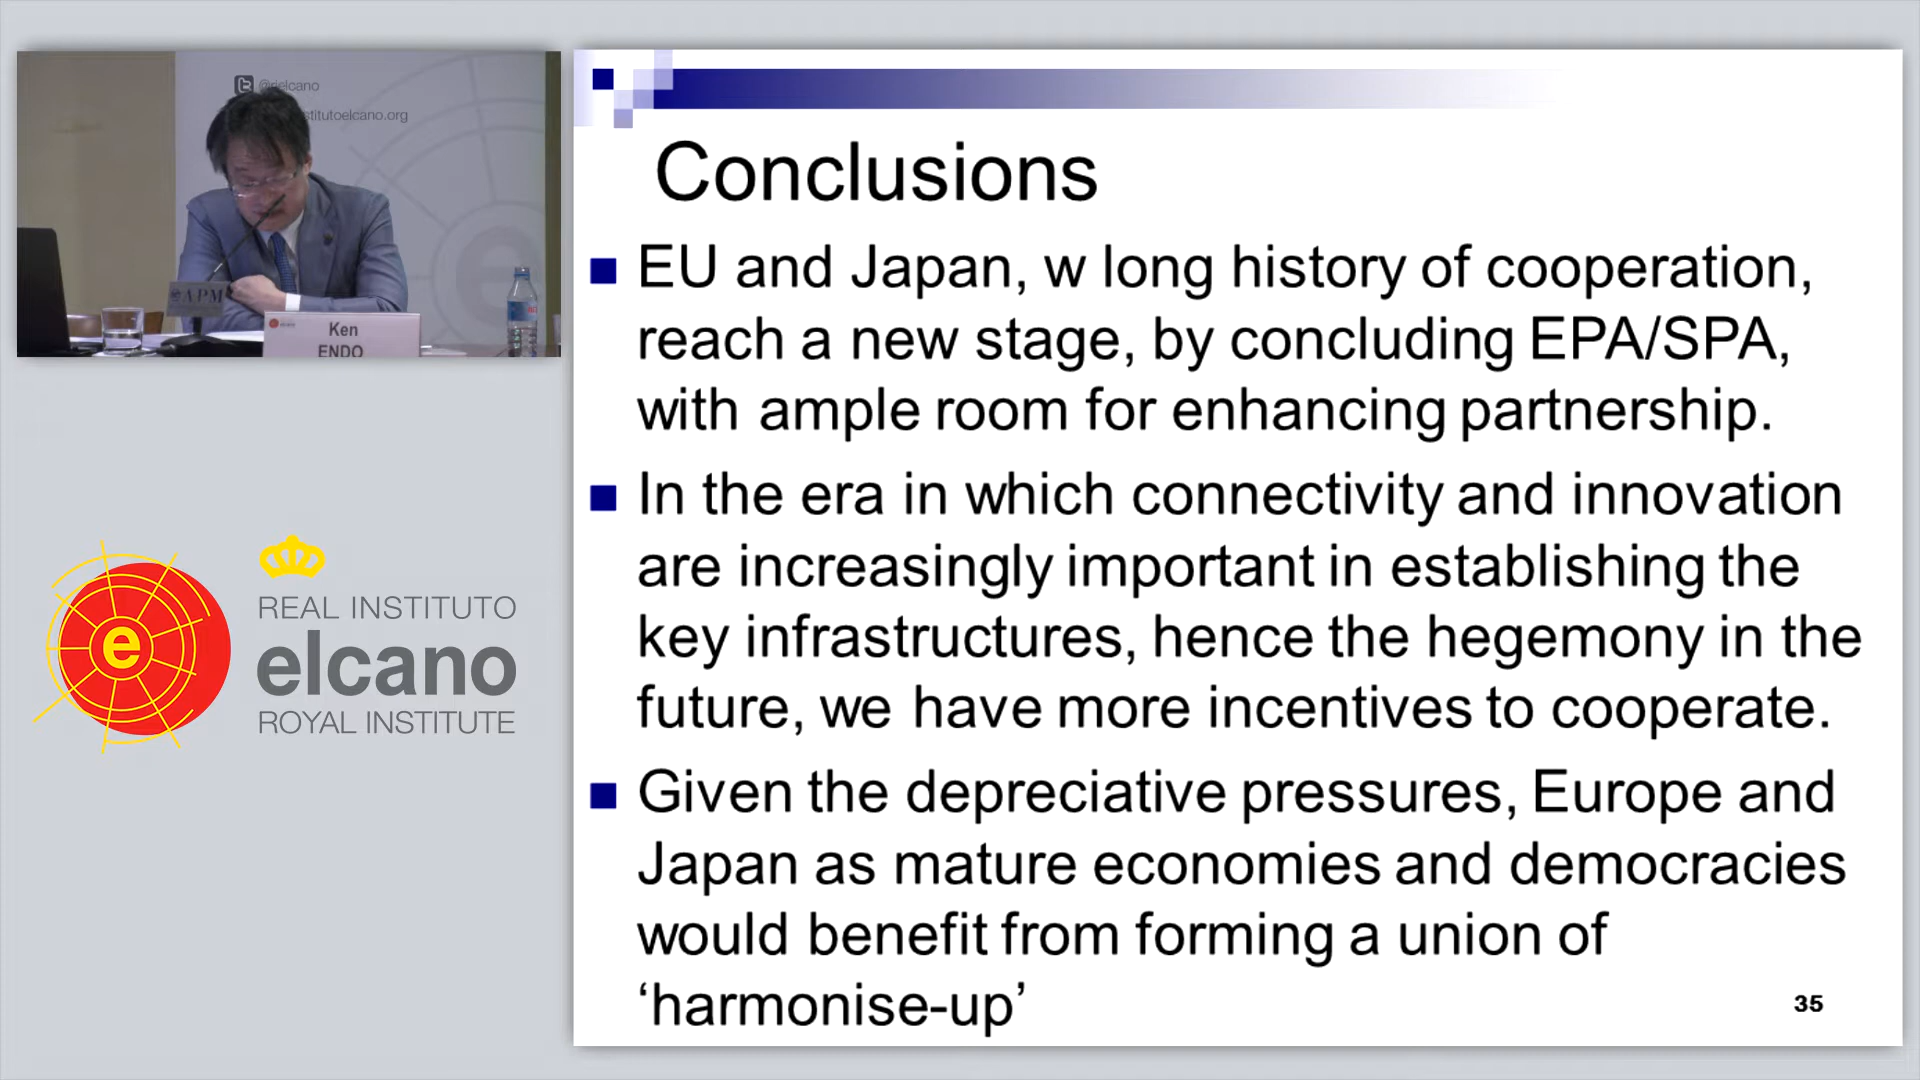 @rielcano
stitutoelcano.org
APM
Ken
ENDO
e
REAL INSTITUTO
elcano
ROYAL INSTITUTE
Conclusions
EU and Japan, w long history of cooperation,
reach a new stage, by concluding EPA/SPA,
with ample room for enhancing partnership.
In the era in which connectivity and innovation
are increasingly important in establishing the
key infrastructures, hence the hegemony in the
future, we have more incentives to cooperate.
Given the depreciative pressures, Europe and
Japan as mature economies and democracies
would benefit from forming a union of
‘harmonise-up’
35